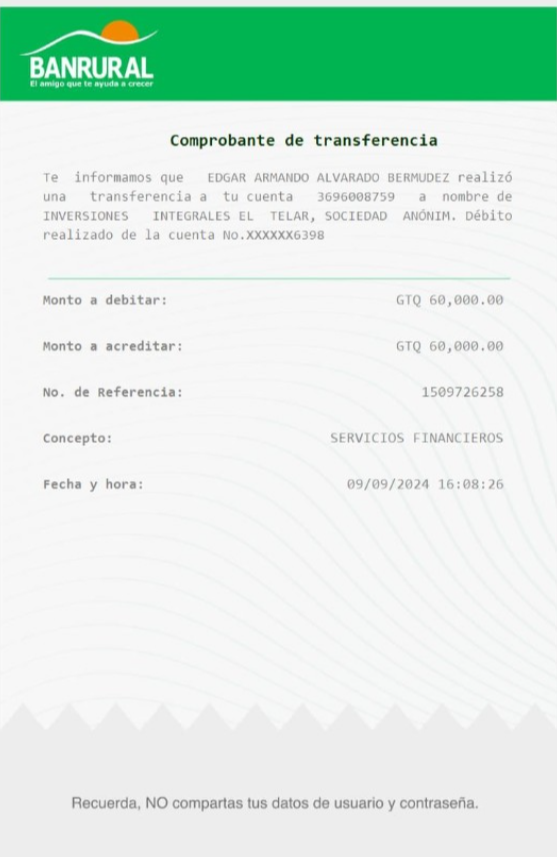 BANRURAL
El amigo que te ayuda a crecer
Comprobante de transferencia
Te informamos que EDGAR ARMANDO ALVARADO BERMUDEZ realizó
una transferencia a tu cuenta 3696008759 a nombre de
INVERSIONES INTEGRALES EL TELAR, SOCIEDAD ANÓNIM. Débito
realizado de la cuenta No.XXXXXX6398
Monto a debitar: GTQ 60,000.00
Monto a acreditar: GTQ 60,000.00
No. de Referencia: 1509726258
Concepto: SERVICIOS FINANCIEROS
Fecha y hora: 09/09/2024 16:08:26
Recuerda, NO compartas tus datos de usuario y contraseña.